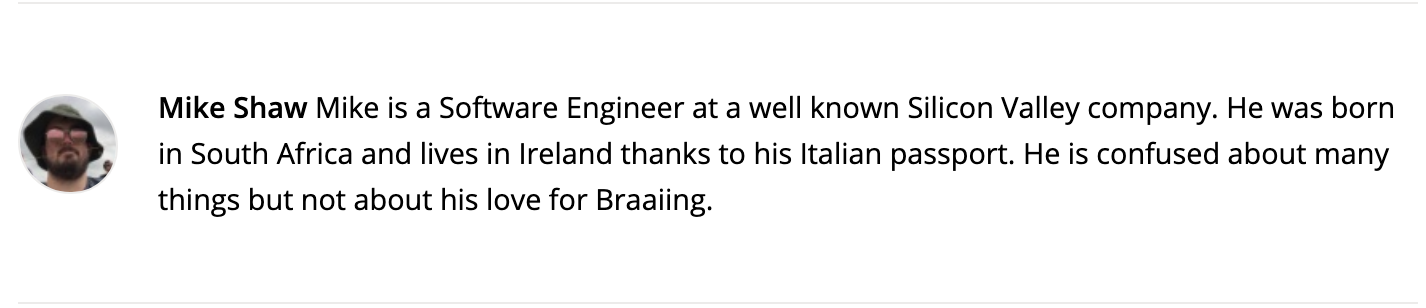 Mike Shaw Mike is a Software Engineer at a well known Silicon Valley company. He was born
in South Africa and lives in Ireland thanks to his Italian passport. He is confused about many
things but not about his love for Braaiing.